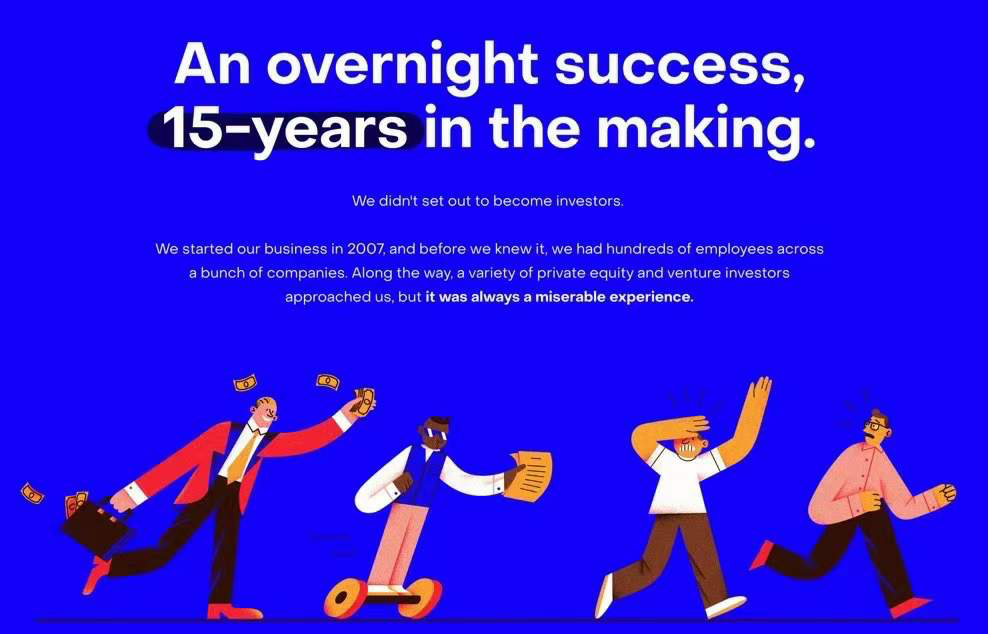 An overnight success,
15-years in the making.
We didn't set out to become investors.
We started our business in 2007, and before we knew it, we had hundreds of employees across
a bunch of companies. Along the way, a variety of private equity and venture investors
approached us, but it was always a miserable experience.